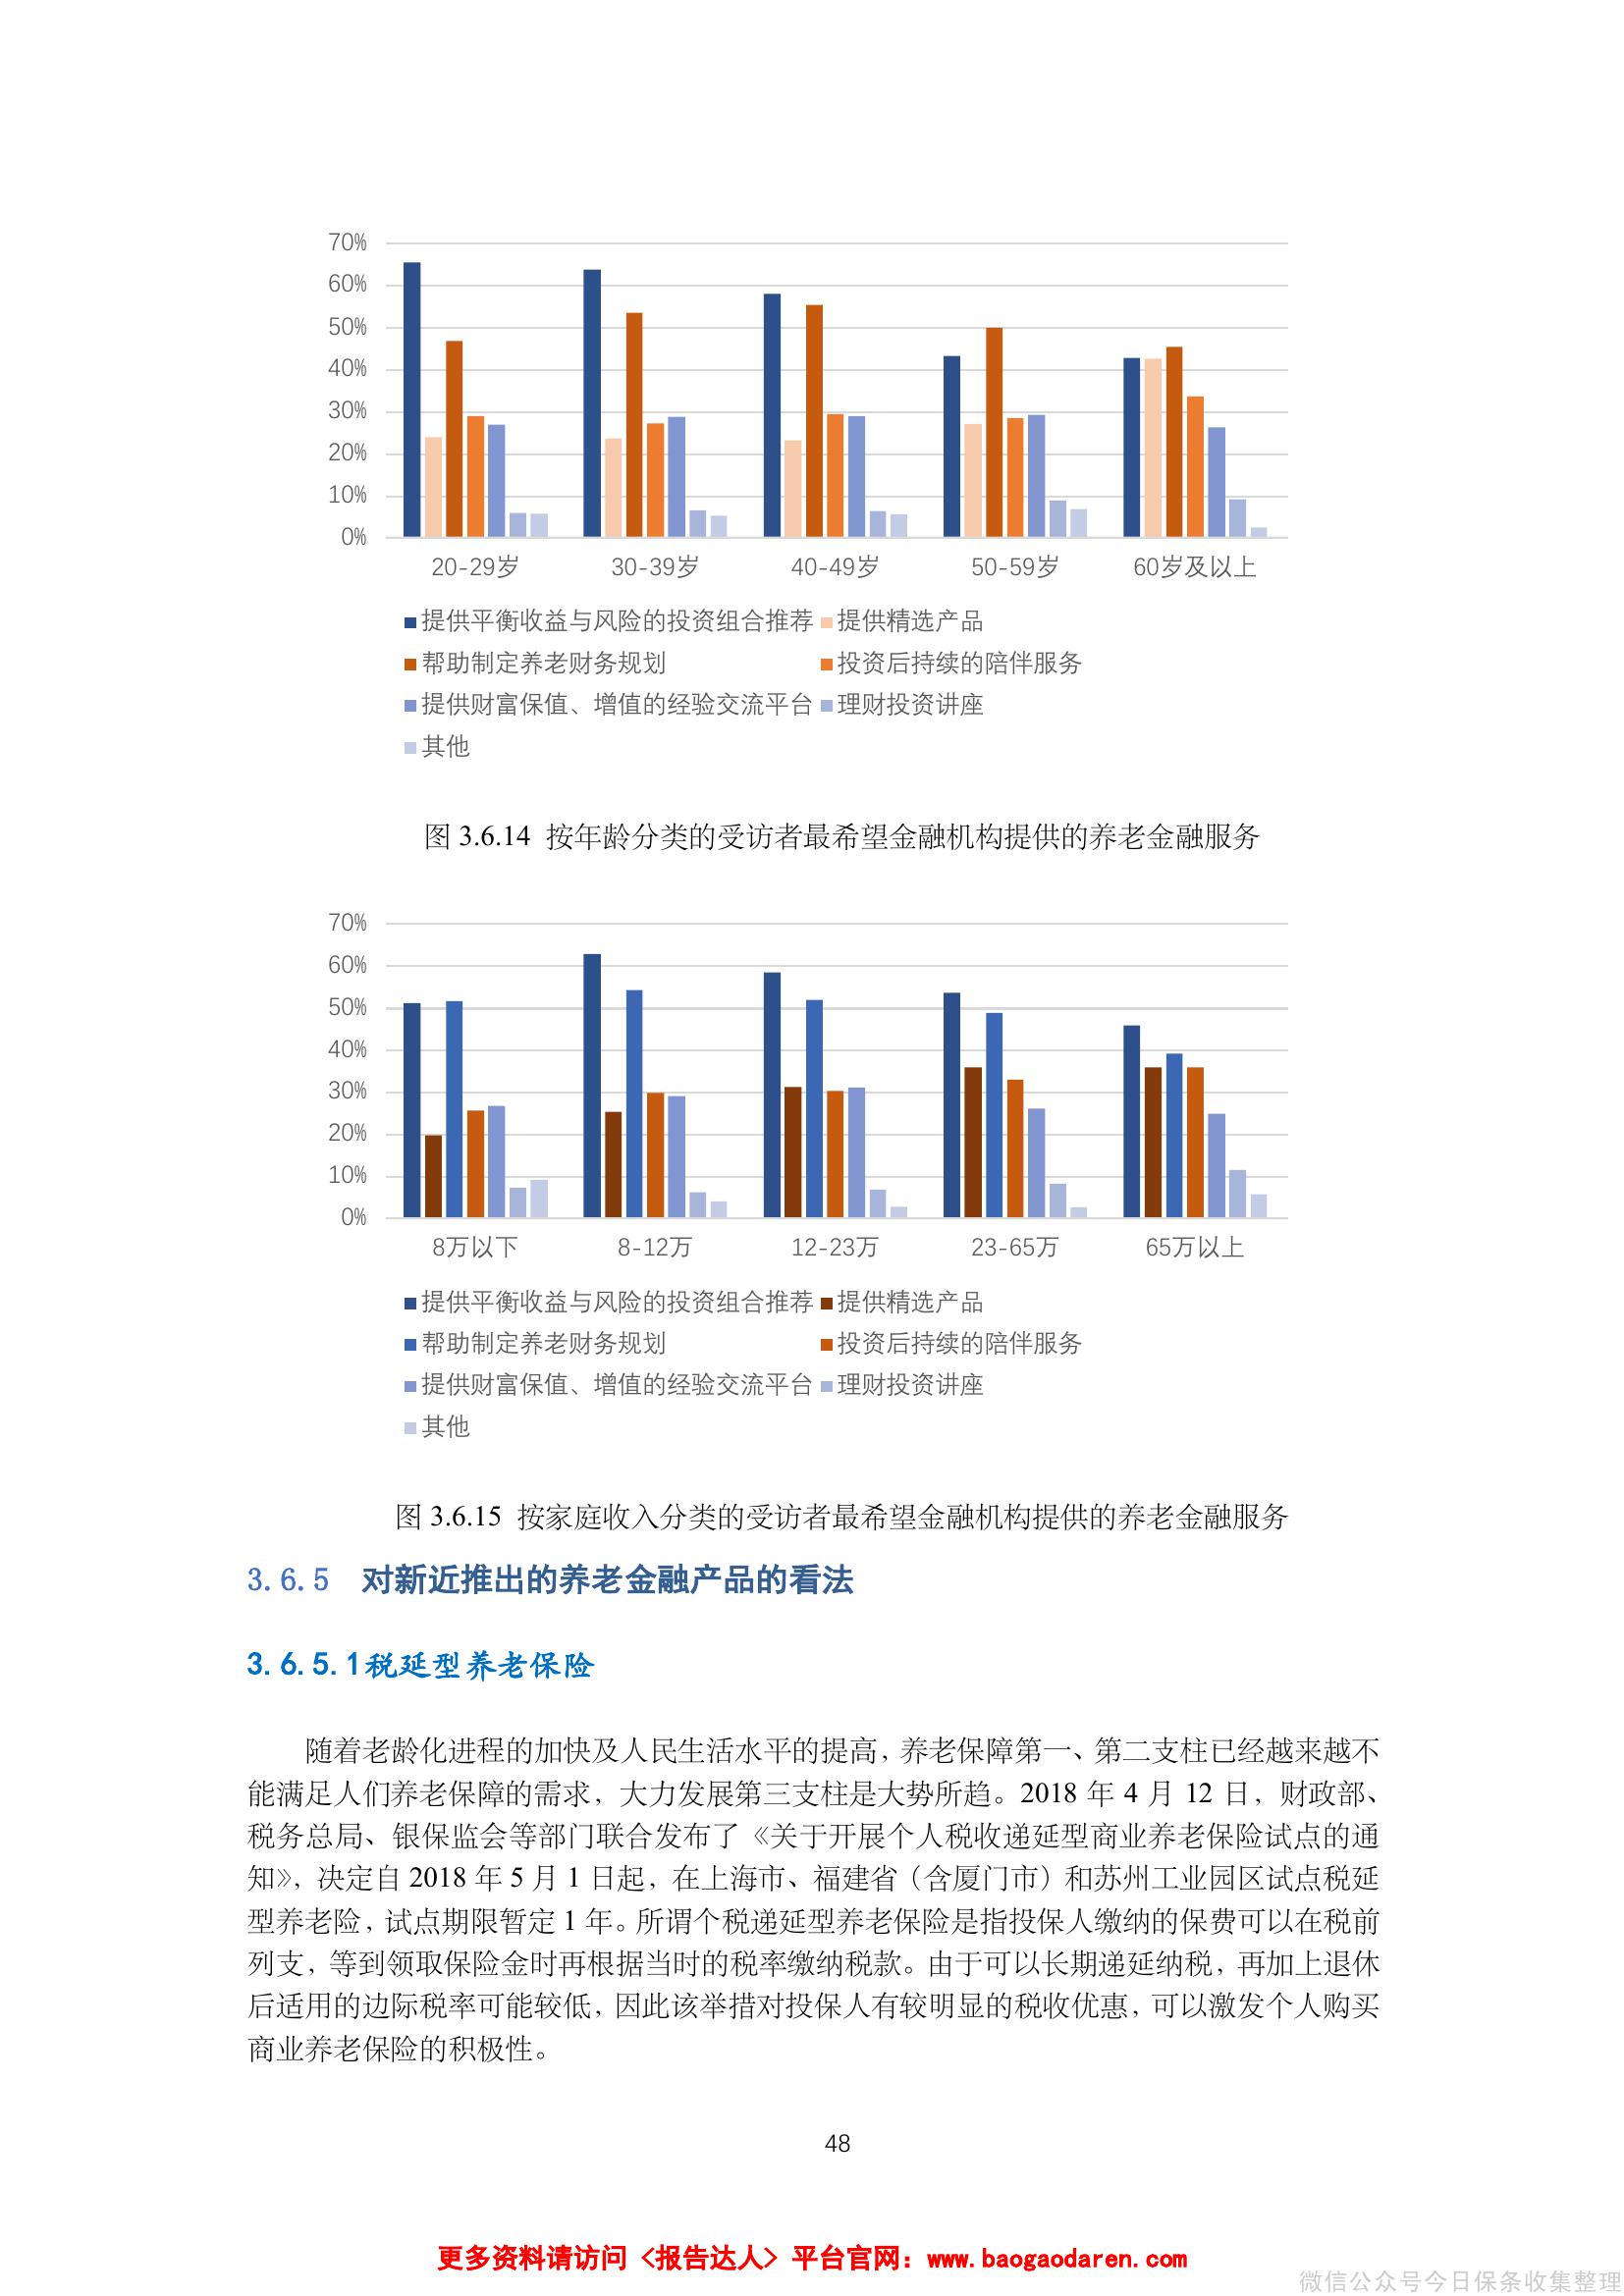 70%
60%
50%
40%
30%
20%
10%
0%
20-29岁 30-39岁 40-49岁 50-59岁 60岁及以上
提供平衡收益与风险的投资组合推荐 提供精选产品
帮助制定养老财务规划 投资后持续的陪伴服务
提供财富保值、增值的经验交流平台 理财投资讲座
其他
图 3.6.14 按年龄分类的受访者最希望金融机构提供的养老金融服务
70%
60%
50%
40%
30%
20%
10%
0%
8万以下 8-12万 12-23万 23-65万 65万以上
提供平衡收益与风险的投资组合推荐 提供精选产品
帮助制定养老财务规划 投资后持续的陪伴服务
提供财富保值、增值的经验交流平台 理财投资讲座
其他
图 3.6.15 按家庭收入分类的受访者最希望金融机构提供的养老金融服务
3.6.5 对新近推出的养老金融产品的看法
3.6.5.1税延型养老保险
随着老龄化进程的加快及人民生活水平的提高，养老保障第一、第二支柱已经越来越不
能满足人们养老保障的需求，大力发展第三支柱是大势所趋。2018 年 4 月 12 日，财政部、
税务总局、银保监会等部门联合发布了《关于开展个人税收递延型商业养老保险试点的通
知》，决定自 2018 年 5 月 1 日起，在上海市、福建省（含厦门市）和苏州工业园区试点税延
型养老险，试点期限暂定 1 年。所谓个税递延型养老保险是指投保人缴纳的保费可以在税前
列支，等到领取保险金时再根据当时的税率缴纳税款。由于可以长期递延纳税，再加上退休
后适用的边际税率可能较低，因此该举措对投保人有较明显的税收优惠，可以激发个人购买
商业养老保险的积极性。
48
更多资料请访问〈报告达人〉平台官网：www.baogaodaren.com
微信公众号今日保条收集整理